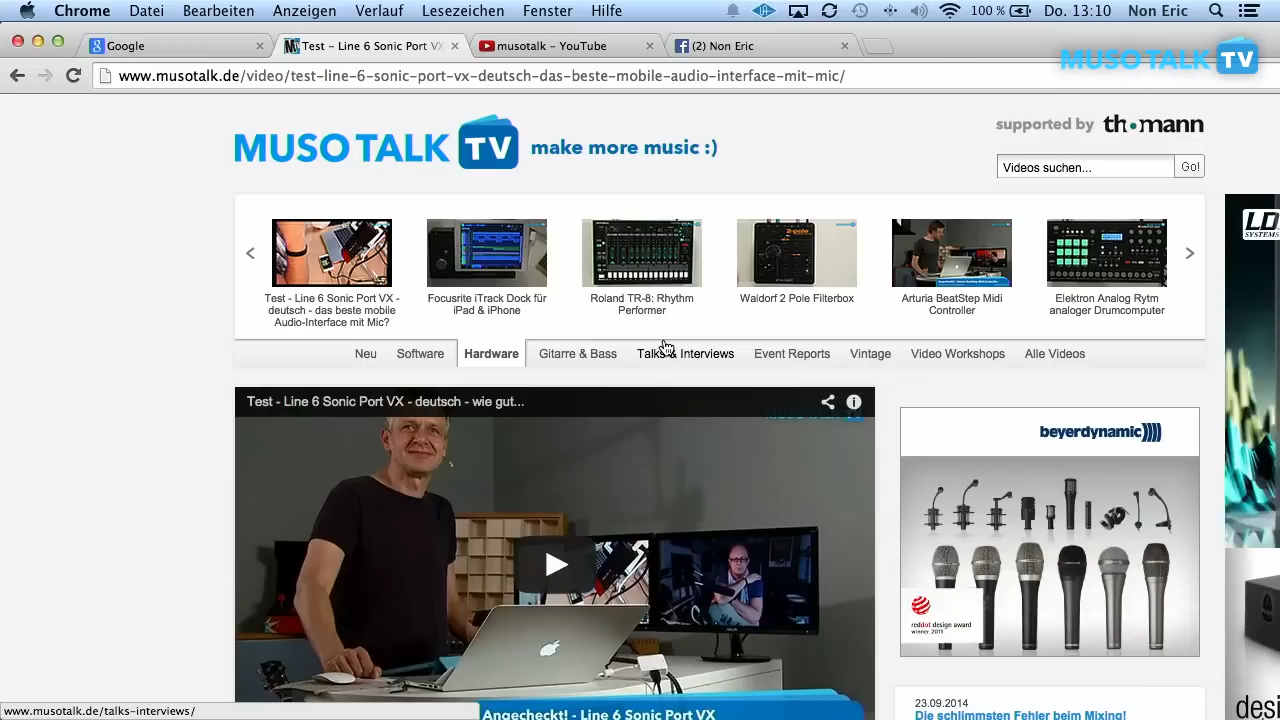 Chrome Datei Bearbeiten Anzeigen Verlauf Lesezeichen Fenster Hilfe 100 % Do. 13:10 Non Eric
Google Test – Line 6 Sonic Port VX musotalk – YouTube (2) Non Eric
www.musotalk.de/video/test-line-6-sonic-port-vx-deutsch-das-beste-mobile-audio-interface-mit-mic/
MUSO TALK TV
MUSO TALK TV make more music :)
supported by th•mann
Videos suchen... Go!
LD
SYSTEMS
Test - Line 6 Sonic Port VX -
deutsch - das beste mobile
Audio-Interface mit Mic?
Focusrite iTrack Dock für
iPad & iPhone
Roland TR-8: Rhythm
Performer
Waldorf 2 Pole Filterbox
Arturia BeatStep Midi
Controller
Elektron Analog Rytm
analoger Drumcomputer
Neu Software Hardware Gitarre & Bass Talks & Interviews Event Reports Vintage Video Workshops Alle Videos
Test - Line 6 Sonic Port VX - deutsch - wie gut...
beyerdynamic
reddot design award
winner 2011
23.09.2014
Die schlimmsten Fehler beim Mixing!
Angecheckt! - Line 6 Sonic Port VX
desi
www.musotalk.de/talks-interviews/